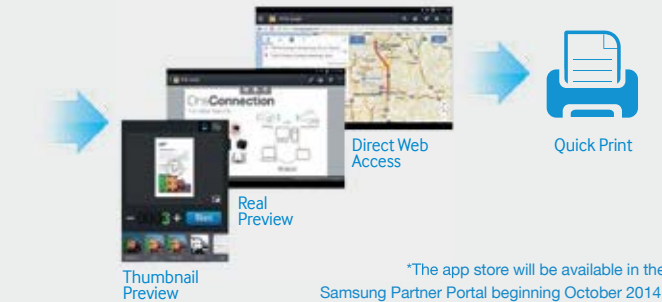 OneConnection
3
Direct Web
Access
Quick Print
Real
Preview
Thumbnail
Preview
*The app store will be available in the
Samsung Partner Portal beginning October 2014